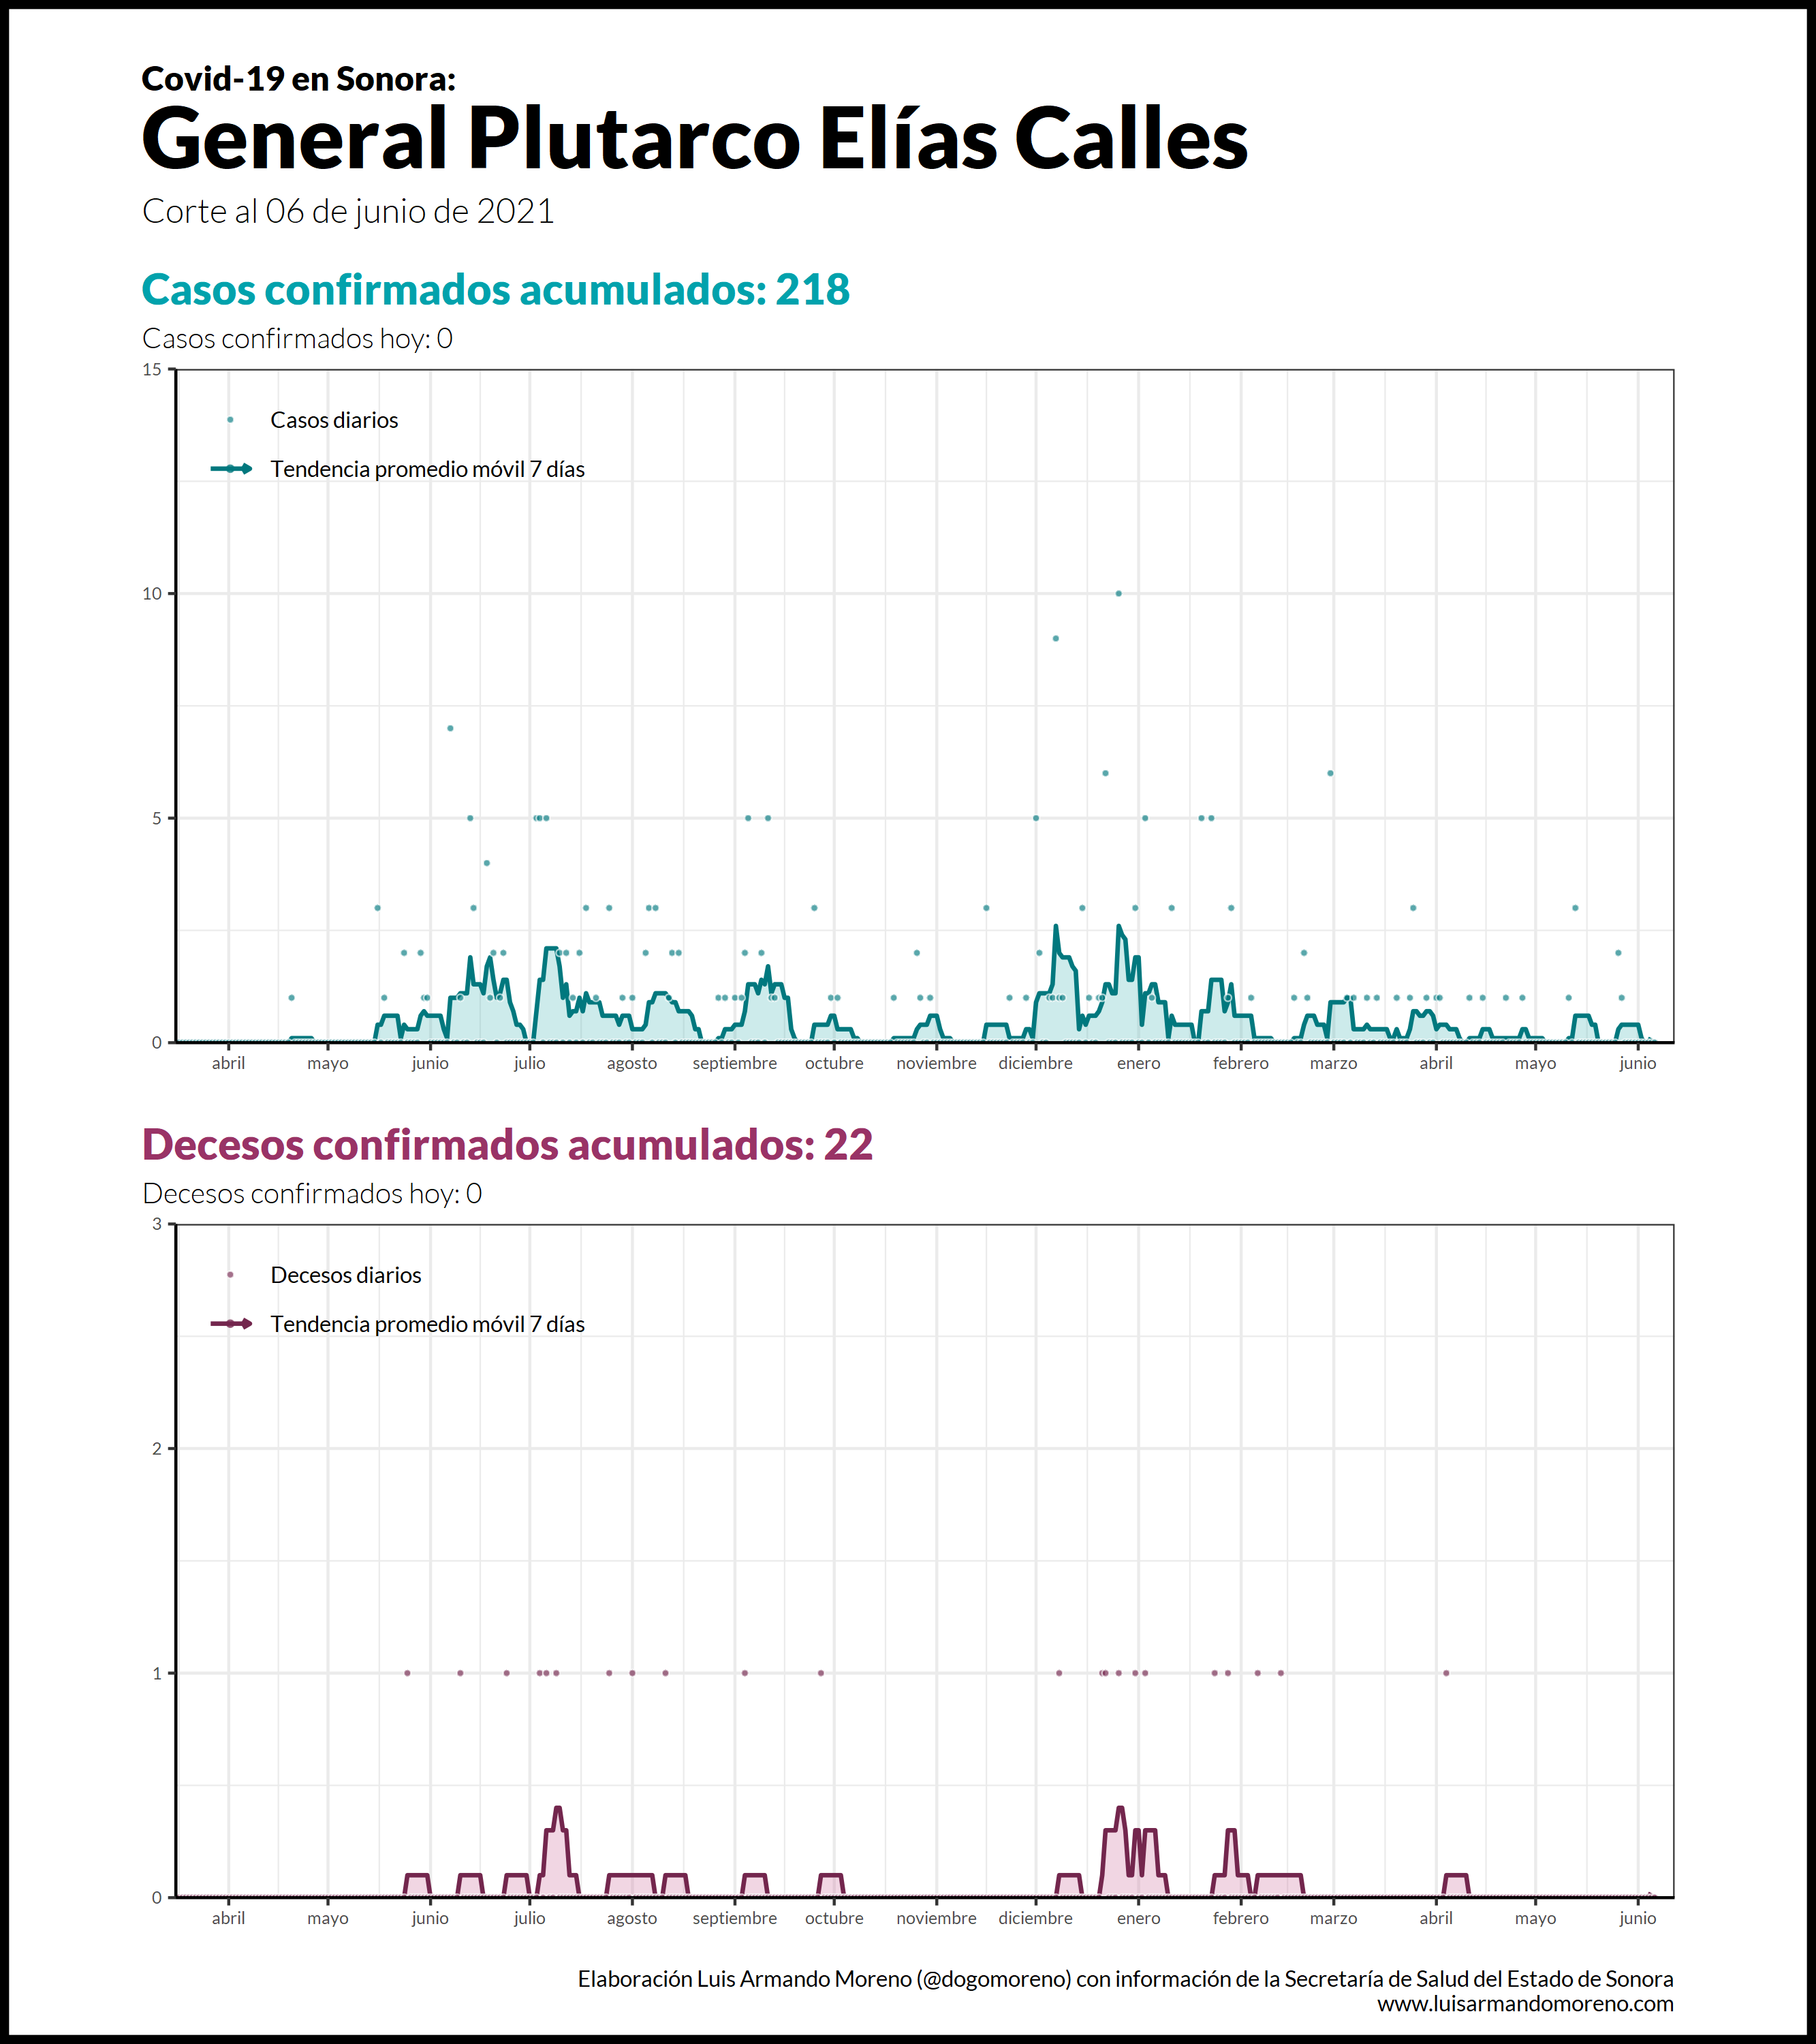 Covid-19 en Sonora:
General Plutarco Elías Calles
Corte al 06 de junio de 2021
Casos confirmados acumulados: 218
Casos confirmados hoy: 0
15
Casos diarios
Tendencia promedio móvil 7 días
10
5
0
abril mayo junio julio agosto septiembre octubre noviembre diciembre enero febrero marzo abril mayo junio
Decesos confirmados acumulados: 22
Decesos confirmados hoy: 0
3
Decesos diarios
Tendencia promedio móvil 7 días
2
1
0
abril mayo junio julio agosto septiembre octubre noviembre diciembre enero febrero marzo abril mayo junio
Elaboración Luis Armando Moreno (@dogomoreno) con información de la Secretaría de Salud del Estado de Sonora
www.luisarmandomoreno.com